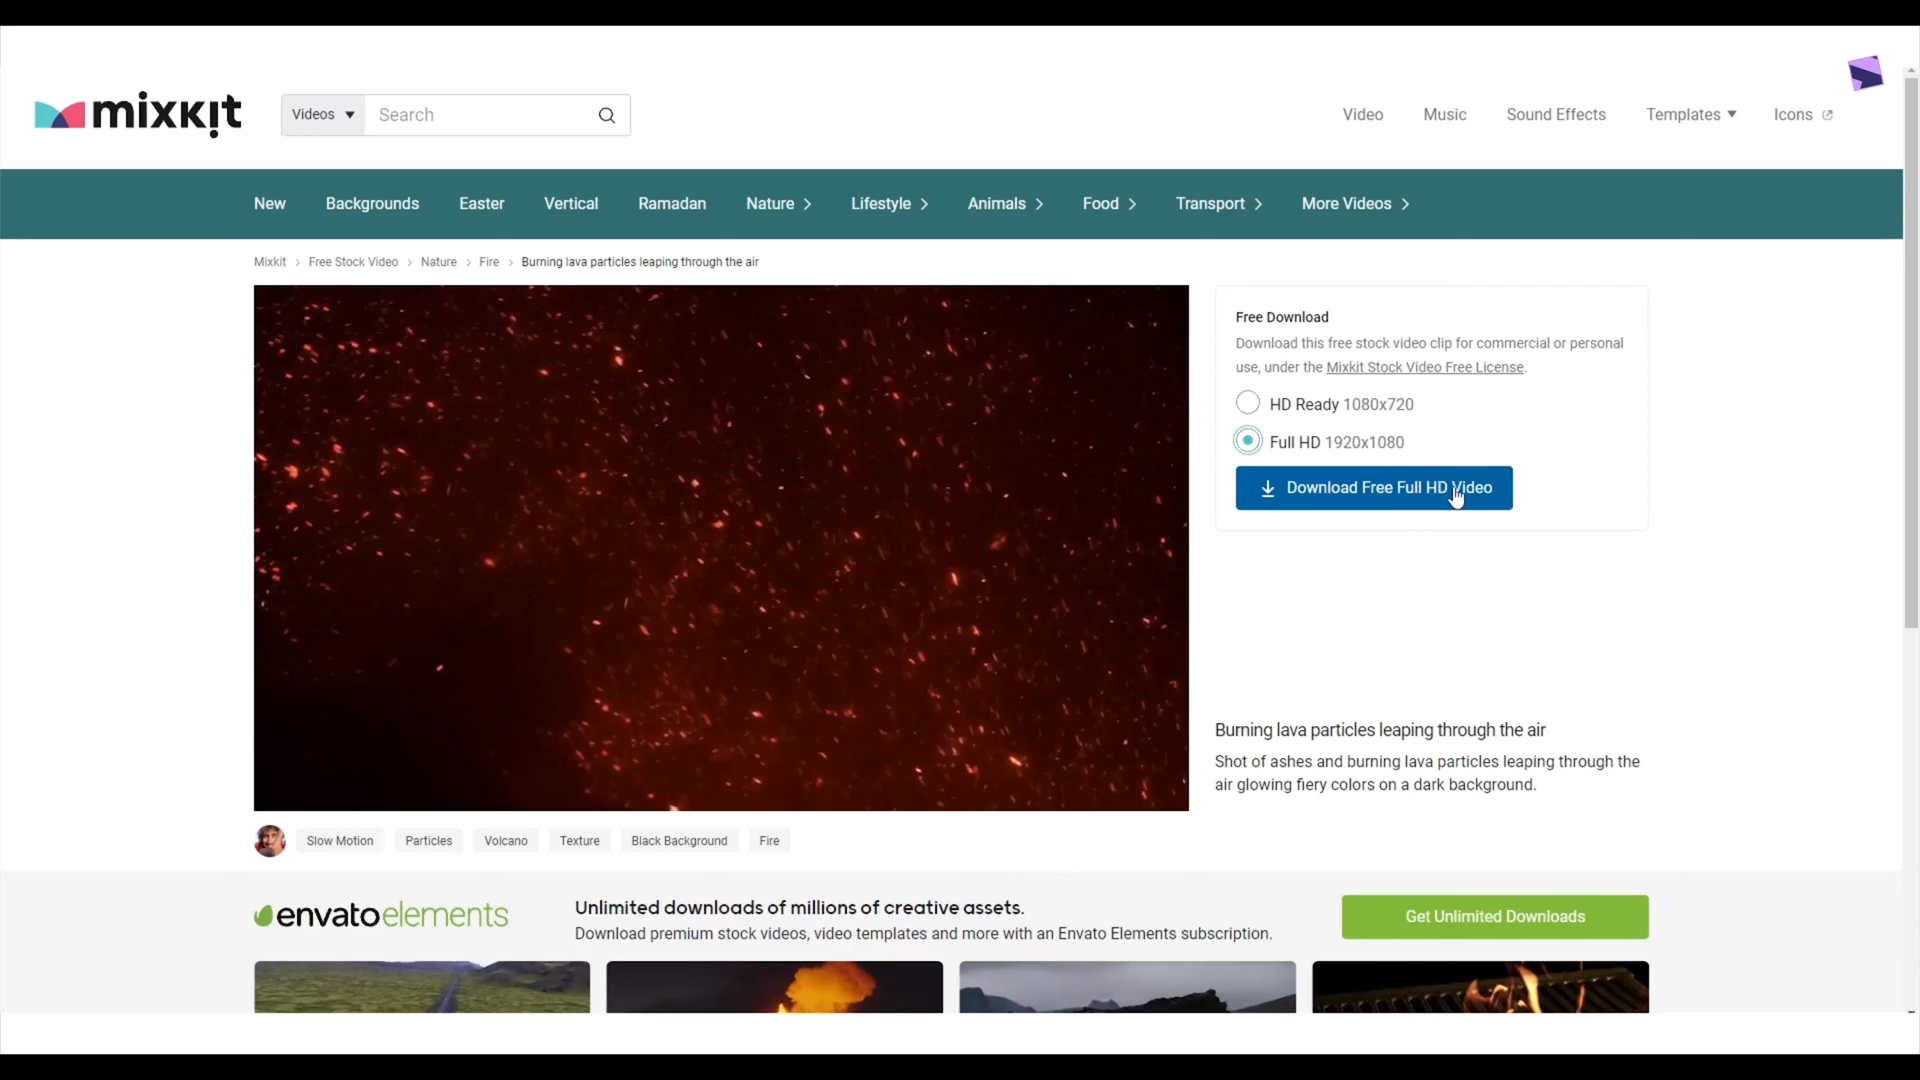 mixkit
Videos
Search
Video
Music
Sound Effects
Templates
Icons
New
Backgrounds
Easter
Vertical
Ramadan
Nature
Lifestyle
Animals
Food
Transport
More Videos
Mixkit > Free Stock Video > Nature > Fire > Burning lava particles leaping through the air
Free Download
Download this free stock video clip for commercial or personal
use, under the Mixkit Stock Video Free License.
HD Ready 1080x720
Full HD 1920x1080
Download Free Full HD Video
Burning lava particles leaping through the air
Shot of ashes and burning lava particles leaping through the
air glowing fiery colors on a dark background.
Slow Motion
Particles
Volcano
Texture
Black Background
Fire
envato elements
Unlimited downloads of millions of creative assets.
Download premium stock videos, video templates and more with an Envato Elements subscription.
Get Unlimited Downloads